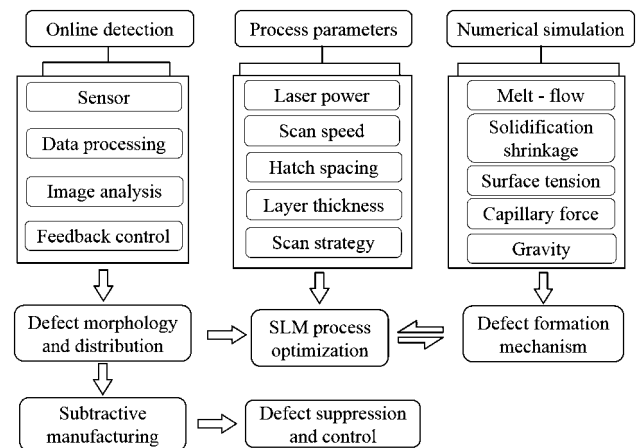 Online detection
Process parameters
Numerical simulation
Sensor
Data processing
Image analysis
Feedback control
Laser power
Scan speed
Hatch spacing
Layer thickness
Scan strategy
Melt - flow
Solidification
shrinkage
Surface tension
Capillary force
Gravity
Defect morphology
and distribution
SLM process
optimization
Defect formation
mechanism
Subtractive
manufacturing
Defect suppression
and control